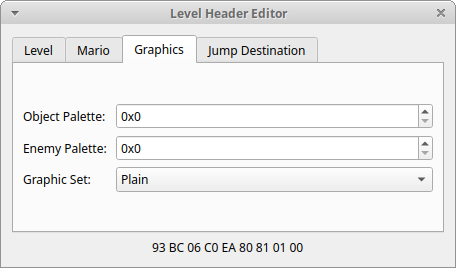 Level Header Editor
Level Mario Graphics Jump Destination
Object Palette: 0x0
Enemy Palette: 0x0
Graphic Set: Plain
93 BC 06 C0 EA 80 81 01 00